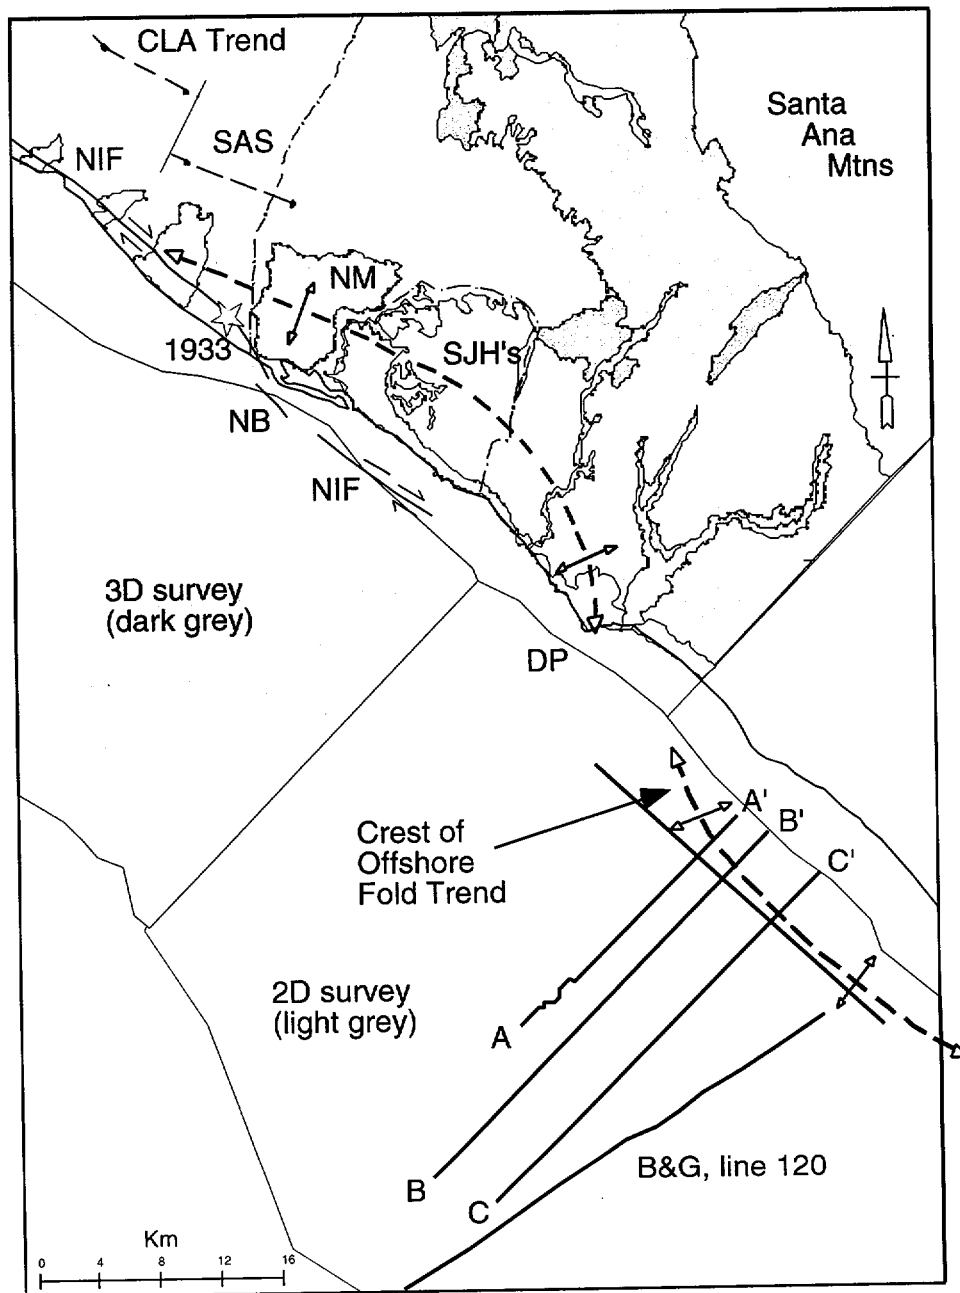 CLA Trend
Santa
Ana
Mtns
NIF
SAS
NM
1933
SJH's
NB
NIF
3D survey
(dark grey)
DP
A'
B'
C'
Crest of
Offshore
Fold Trend
2D survey
(light grey)
A
B
C
B&G, line 120
Km
0 4 8 12 16